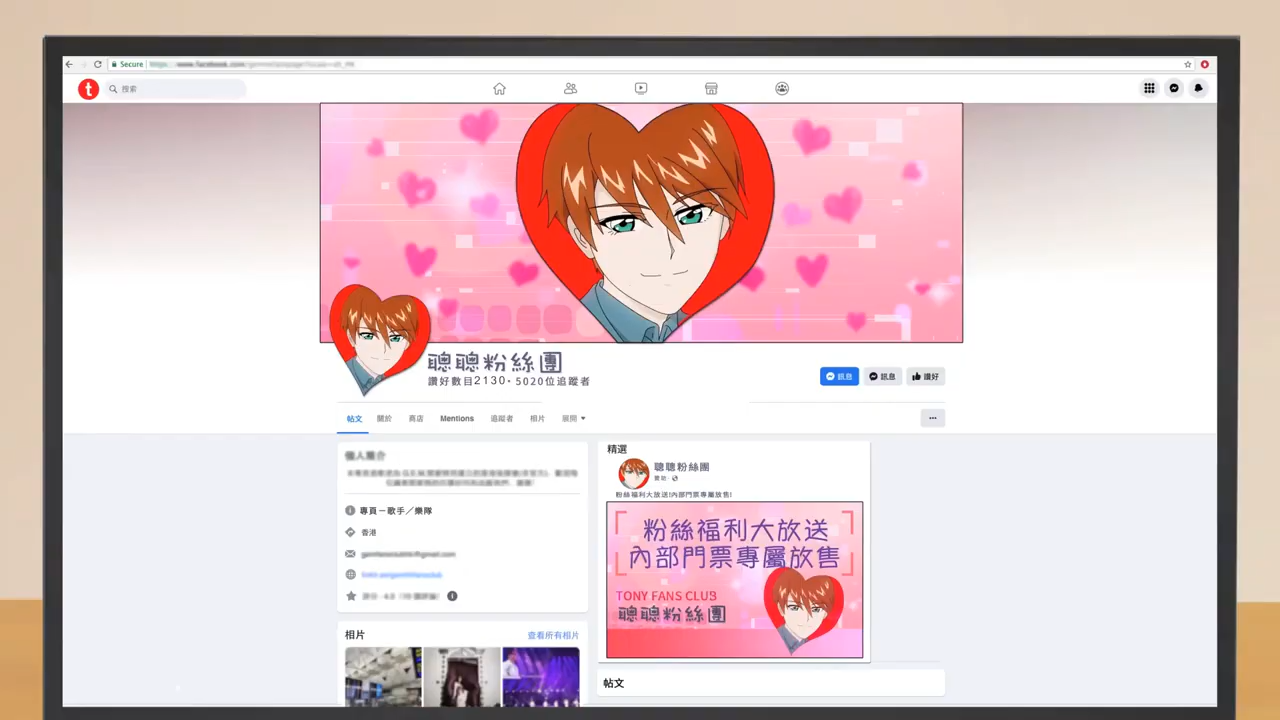 Secure
t
搜索
聰聰粉絲團
讚好數目2130・5020位追蹤者
訊息
訊息
讚好
帖文
關於
商店
Mentions
追蹤者
相片
展開
個人簡介
專頁－歌手／樂隊
香港
相片
查看所有相片
精選
聰聰粉絲團
贊助
粉絲福利大放送!內部門票專屬放售!
粉絲福利大放送
內部門票專屬放售
TONY FANS CLUB
聰聰粉絲團
帖文